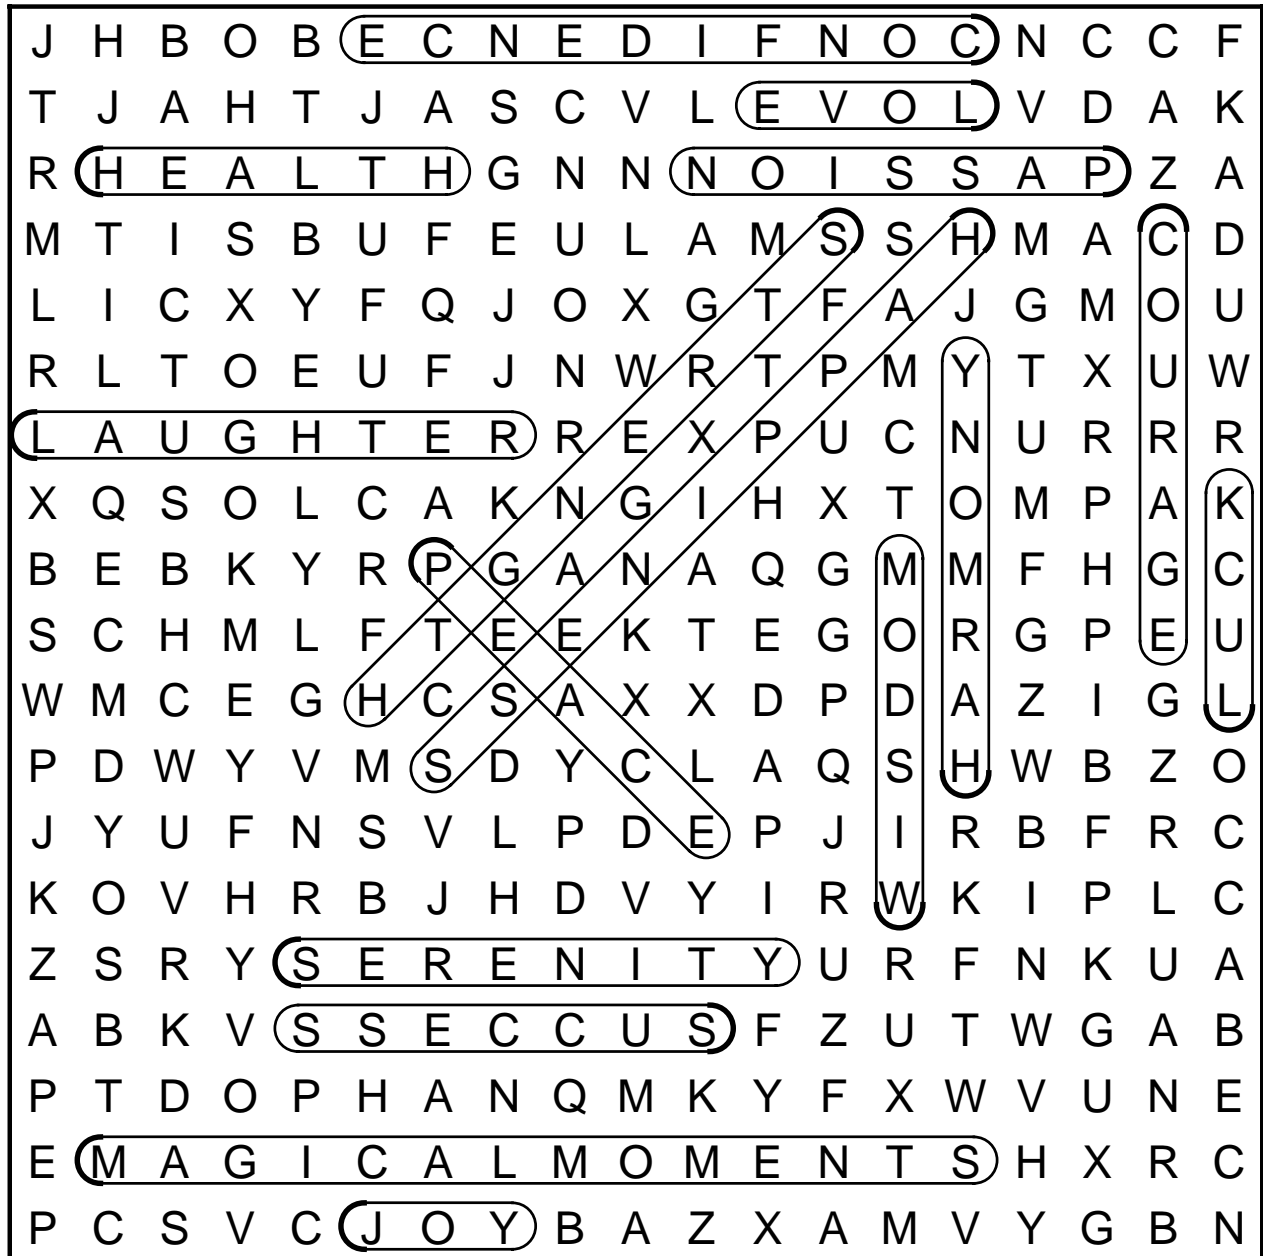 J H B O B E C N E D I F N O C N C C F
T J A H T J A S C V L E V O L V D A K
R H E A L T H G N N N O I S S A P Z A
M T I S B U F E U L A M S S H M A C D
L I C X Y F Q J O X G T F A J G M O U
R L T O E U F J N W R T P M Y T X U W
L A U G H T E R R E X P U C N U R R R
X Q S O L C A K N G I H X T O M P A K
B E B K Y R P G A N A Q G M M F H G C
S C H M L F T E E K T E G O R G P E U
W M C E G H C S A X X D P D A Z I G L
P D W Y V M S D Y C L A Q S H W B Z O
J Y U F N S V L P D E P J I R B F R C
K O V H R B J H D V Y I R W K I P L C
Z S R Y S E R E N I T Y U R F N K U A
A B K V S S E C C U S F Z U T W G A B
P T D O P H A N Q M K Y F X W V U N E
E M A G I C A L M O M E N T S H X R C
P C S V C J O Y B A Z X A M V Y G B N